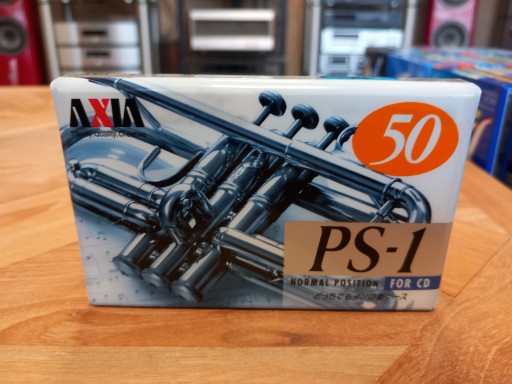 AXIA
50
PS-1
NORMAL POSITION FOR CD